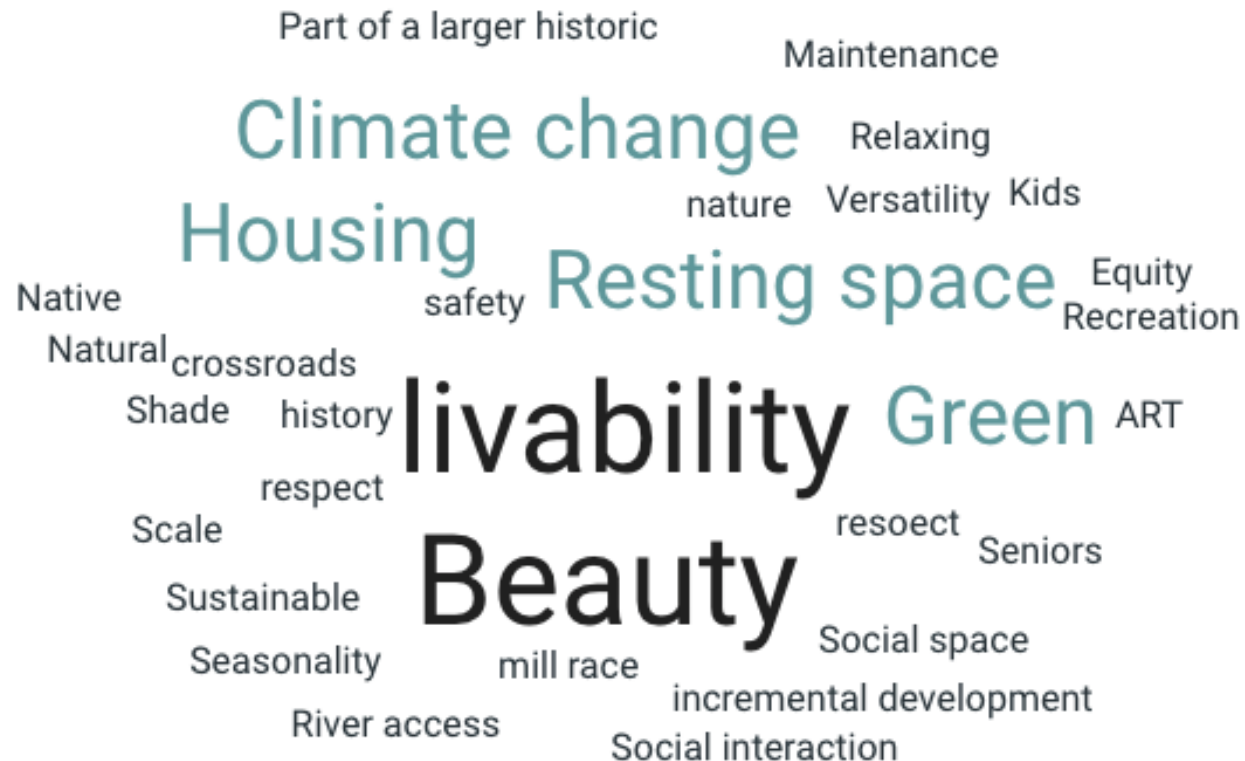 Part of a larger historic
Maintenance
Climate change
Relaxing
nature
Versatility
Kids
Housing
Resting space
Equity
Native
safety
Recreation
Natural
crossroads
Shade
history
livability
Green
ART
respect
Scale
resoect
Seniors
Beauty
Sustainable
Social space
Seasonality
mill race
incremental development
River access
Social interaction